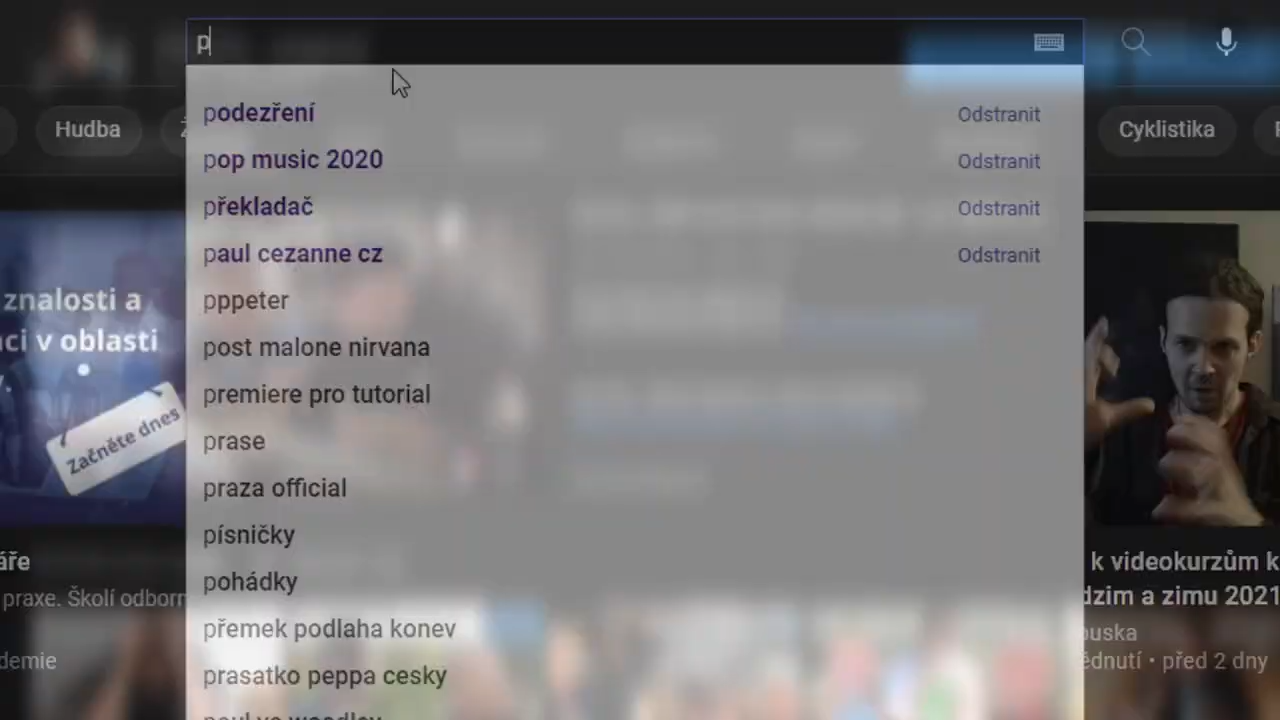 p
Hudba
Cyklistika
podezření Odstranit
pop music 2020 Odstranit
překladač Odstranit
paul cezanne cz Odstranit
pppeter
post malone nirvana
premiere pro tutorial
prase
praza official
písničky
pohádky
přemek podlaha konev
prasatko peppa cesky
znalosti a
ci v oblasti
Začněte dnes
áře
praxe. Školí odborn
demie
k videokurzům k
dzim a zimu 2021
ouska
édnutí • před 2 dny